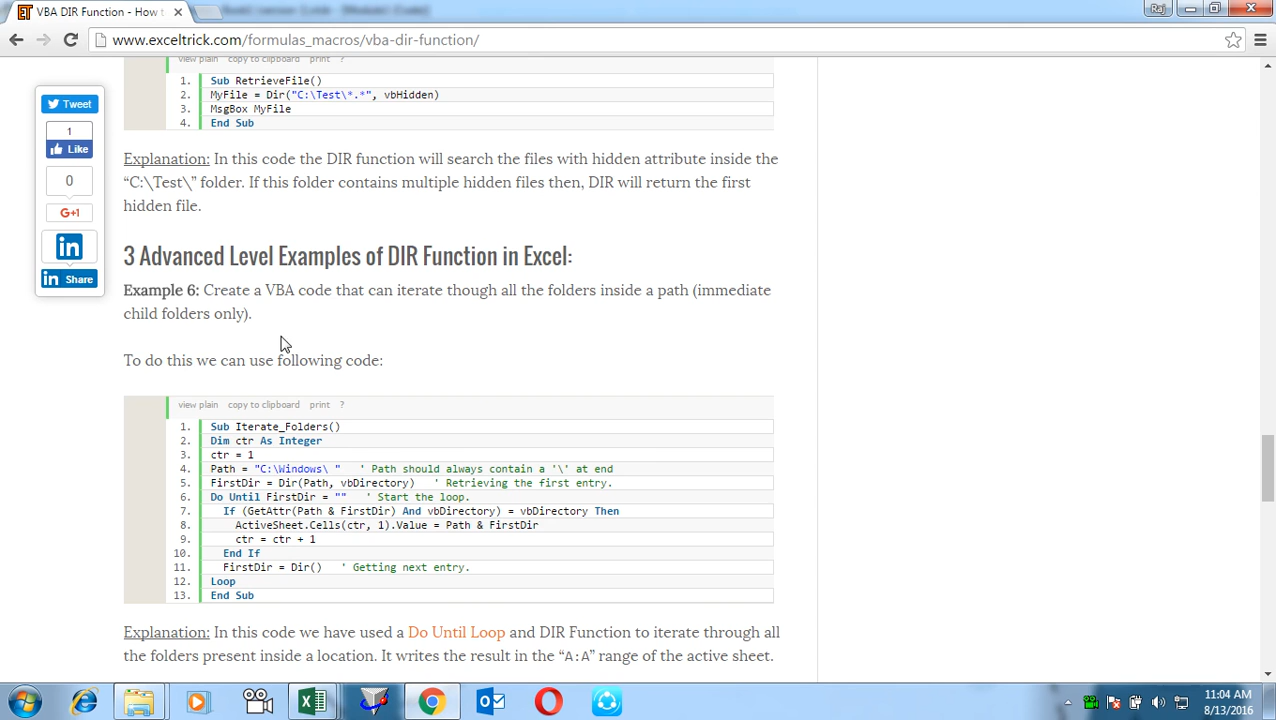 VBA DIR Function - How t
Raj
www.exceltrick.com/formulas_macros/vba-dir-function/
view plain copy to clipboard print ?
1. Sub RetrieveFile()
2. MyFile = Dir("C:\Test\*.*", vbHidden)
3. MsgBox MyFile
4. End Sub
Tweet
1
Like
0
G+1
in
in Share
Explanation: In this code the DIR function will search the files with hidden attribute inside the
“C:\Test\” folder. If this folder contains multiple hidden files then, DIR will return the first
hidden file.
3 Advanced Level Examples of DIR Function in Excel:
Example 6: Create a VBA code that can iterate though all the folders inside a path (immediate
child folders only).
To do this we can use following code:
view plain copy to clipboard print ?
1. Sub Iterate_Folders()
2. Dim ctr As Integer
3. ctr = 1
4. Path = "C:\Windows\ " ' Path should always contain a '\' at end
5. FirstDir = Dir(Path, vbDirectory) ' Retrieving the first entry.
6. Do Until FirstDir = "" ' Start the loop.
7. If (GetAttr(Path & FirstDir) And vbDirectory) = vbDirectory Then
8. ActiveSheet.Cells(ctr, 1).Value = Path & FirstDir
9. ctr = ctr + 1
10. End If
11. FirstDir = Dir() ' Getting next entry.
12. Loop
13. End Sub
Explanation: In this code we have used a Do Until Loop and DIR Function to iterate through all
the folders present inside a location. It writes the result in the “A:A” range of the active sheet.
11:04 AM
8/13/2016